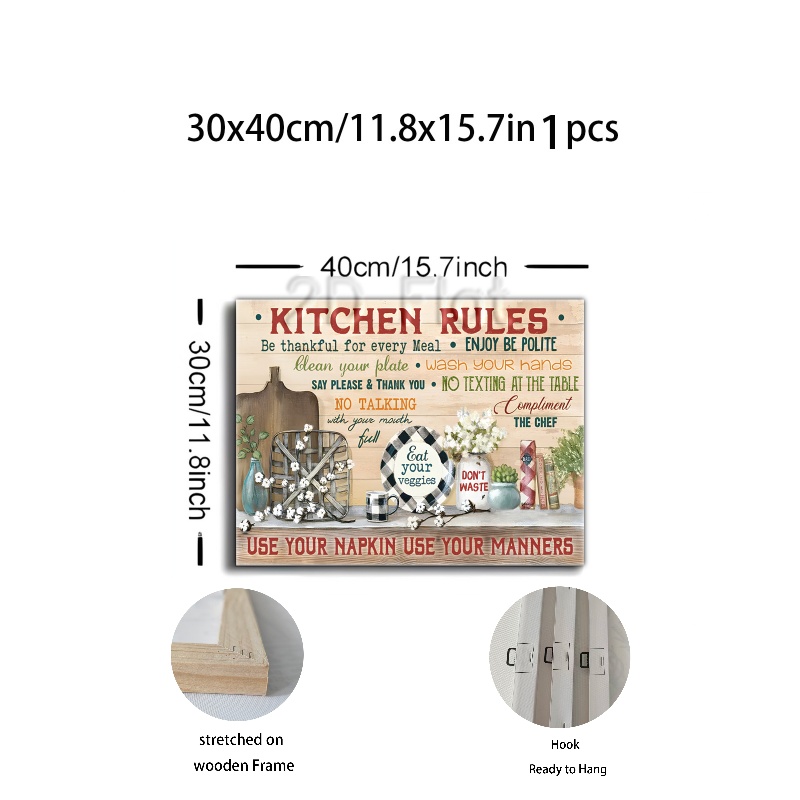 30x40cm/11.8x15.7in 1 pcs
40cm/15.7inch
2D Flat
30cm/11.8inch
• KITCHEN RULES •
Be thankful for every Meal • ENJOY BE POLITE
Clean your plate • wash your hands
SAY PLEASE & THANK YOU • NO TEXTING AT THE TABLE
NO TALKING
with your mouth
full
Compliment
THE CHEF
Eat
your
veggies
DON'T
WASTE
USE YOUR NAPKIN USE YOUR MANNERS
stretched on
wooden Frame
Hook
Ready to Hang